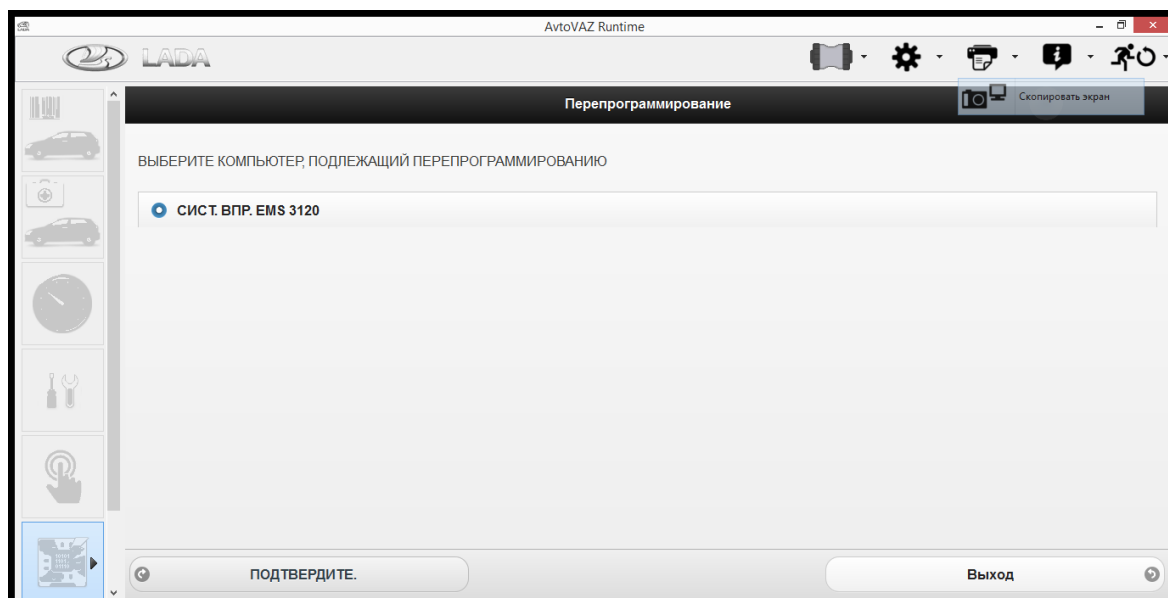 AvtoVAZ Runtime
LADA
Скопировать экран
Перепрограммирование
ВЫБЕРИТЕ КОМПЬЮТЕР, ПОДЛЕЖАЩИЙ ПЕРЕПРОГРАММИРОВАНИЮ
СИСТ. ВПР. EMS 3120
ПОДТВЕРДИТЕ.
Выход